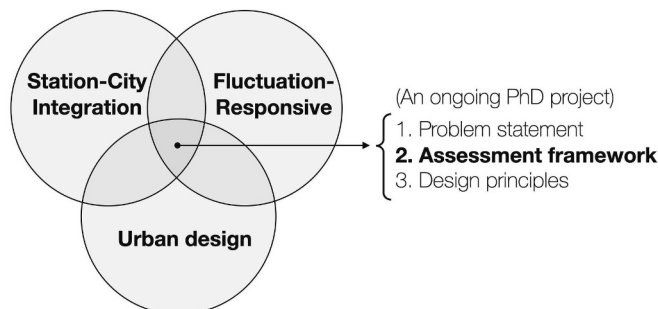 Station-City
Integration
Fluctuation-
Responsive
Urban design
(An ongoing PhD project)
1. Problem statement
2. Assessment framework
3. Design principles